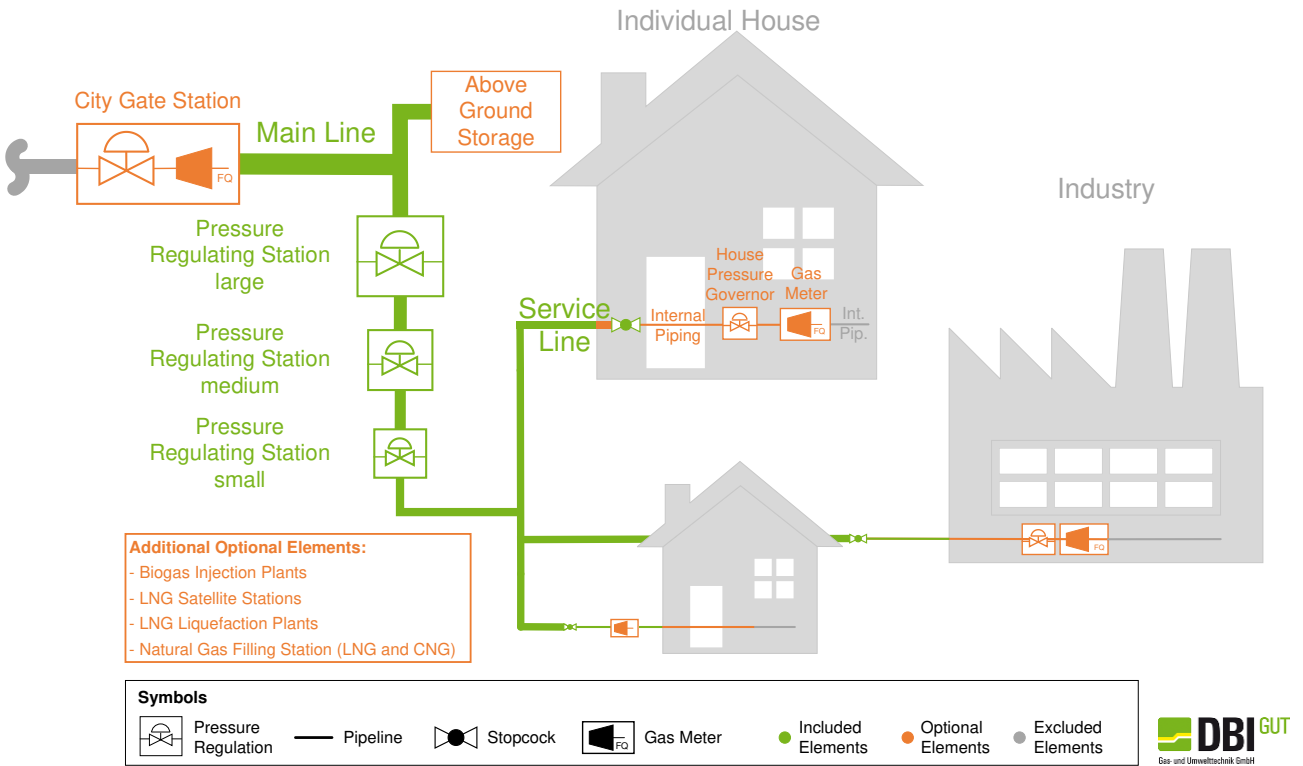 Individual House
City Gate Station
FQ
Main Line
Above
Ground
Storage
Industry
Pressure
Regulating Station
large
Pressure
Regulating Station
medium
Pressure
Regulating Station
small
Service
Line
Internal
Piping
House
Pressure
Governor
Gas
Meter
FQ
Int.
Pip.
FQ
Additional Optional Elements:
- Biogas Injection Plants
- LNG Satellite Stations
- LNG Liquefaction Plants
- Natural Gas Filling Station (LNG and CNG)
Symbols
Pressure
Regulation
Pipeline
Stopcock
FQ
Gas Meter
Included
Elements
Optional
Elements
Excluded
Elements
DBI GUT
Gas- und Umwelttechnik GmbH